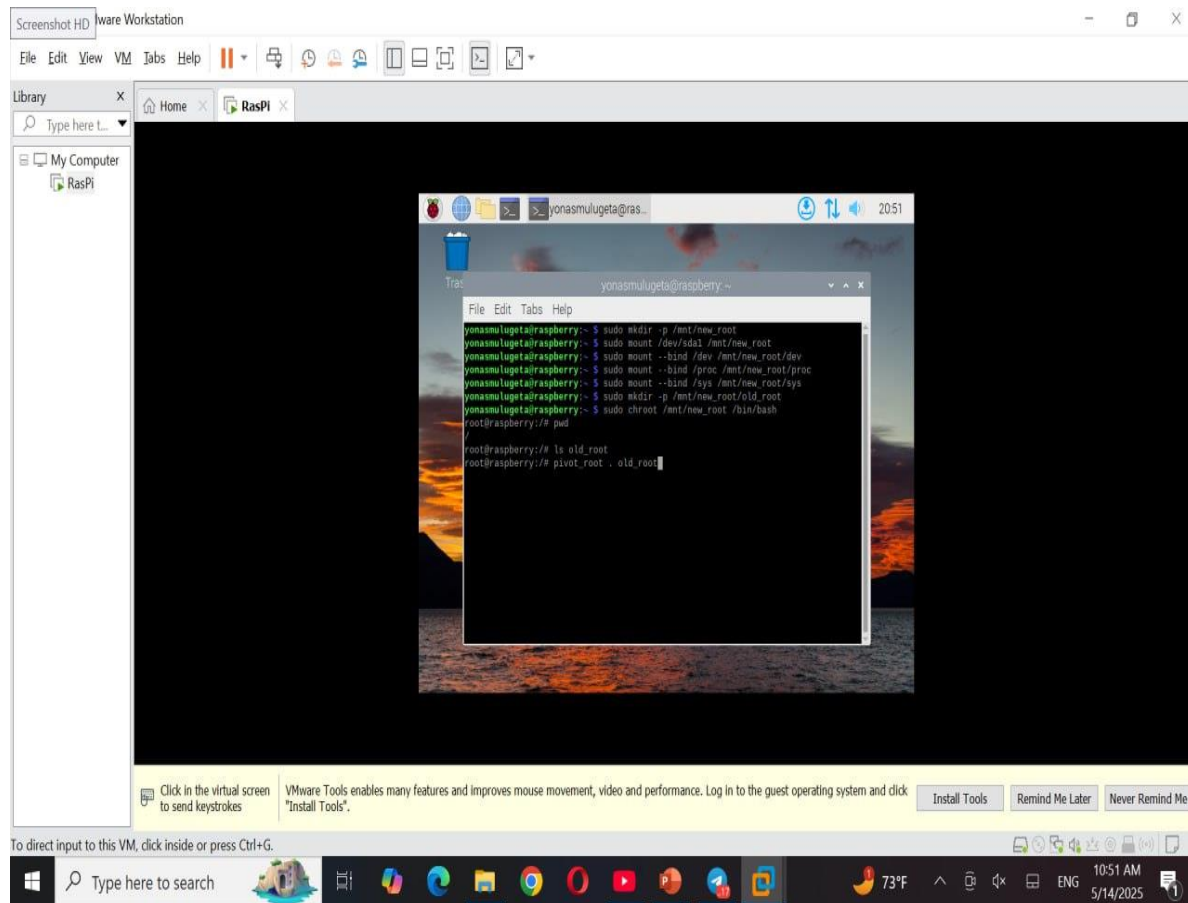 Screenshot HD
ware Workstation
File Edit View VM Tabs Help
Library X
Home
RasPi
Type here t...
My Computer
RasPi
yonasmulugeta@ras...
20:51
yonasmulugeta@raspberry: ~
File Edit Tabs Help
yonasmulugeta@raspberry:~ $ sudo mkdir -p /mnt/new_root
yonasmulugeta@raspberry:~ $ sudo mount /dev/sda1 /mnt/new_root
yonasmulugeta@raspberry:~ $ sudo mount --bind /dev /mnt/new_root/dev
yonasmulugeta@raspberry:~ $ sudo mount --bind /proc /mnt/new_root/proc
yonasmulugeta@raspberry:~ $ sudo mount --bind /sys /mnt/new_root/sys
yonasmulugeta@raspberry:~ $ sudo mkdir -p /mnt/new_root/old_root
yonasmulugeta@raspberry:~ $ sudo chroot /mnt/new_root /bin/bash
root@raspberry:/# pwd
/
root@raspberry:/# ls old_root
root@raspberry:/# pivot_root . old_root
Click in the virtual screen
to send keystrokes
VMware Tools enables many features and improves mouse movement, video and performance. Log in to the guest operating system and click
"Install Tools".
Install Tools
Remind Me Later
Never Remind Me
To direct input to this VM, click inside or press Ctrl+G.
Type here to search
73°F
ENG
10:51 AM
5/14/2025